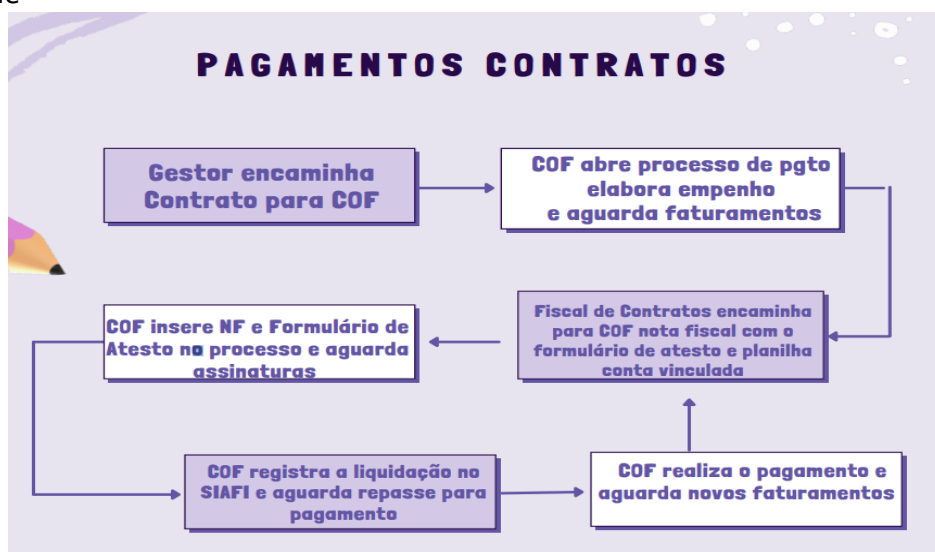 PAGAMENTOS CONTRATOS
Gestor encaminha
Contrato para COF
COF abre processo de pgto
elabora empenho
e aguarda faturamentos
Fiscal de Contratos encaminha
para COF nota fiscal com o
formulário de atesto e planilha
conta vinculada
COF insere NF e Formulário de
Atesto no processo e aguarda
assinaturas
COF registra a liquidação no
SIAFI e aguarda repasse para
pagamento
COF realiza o pagamento e
aguarda novos faturamentos